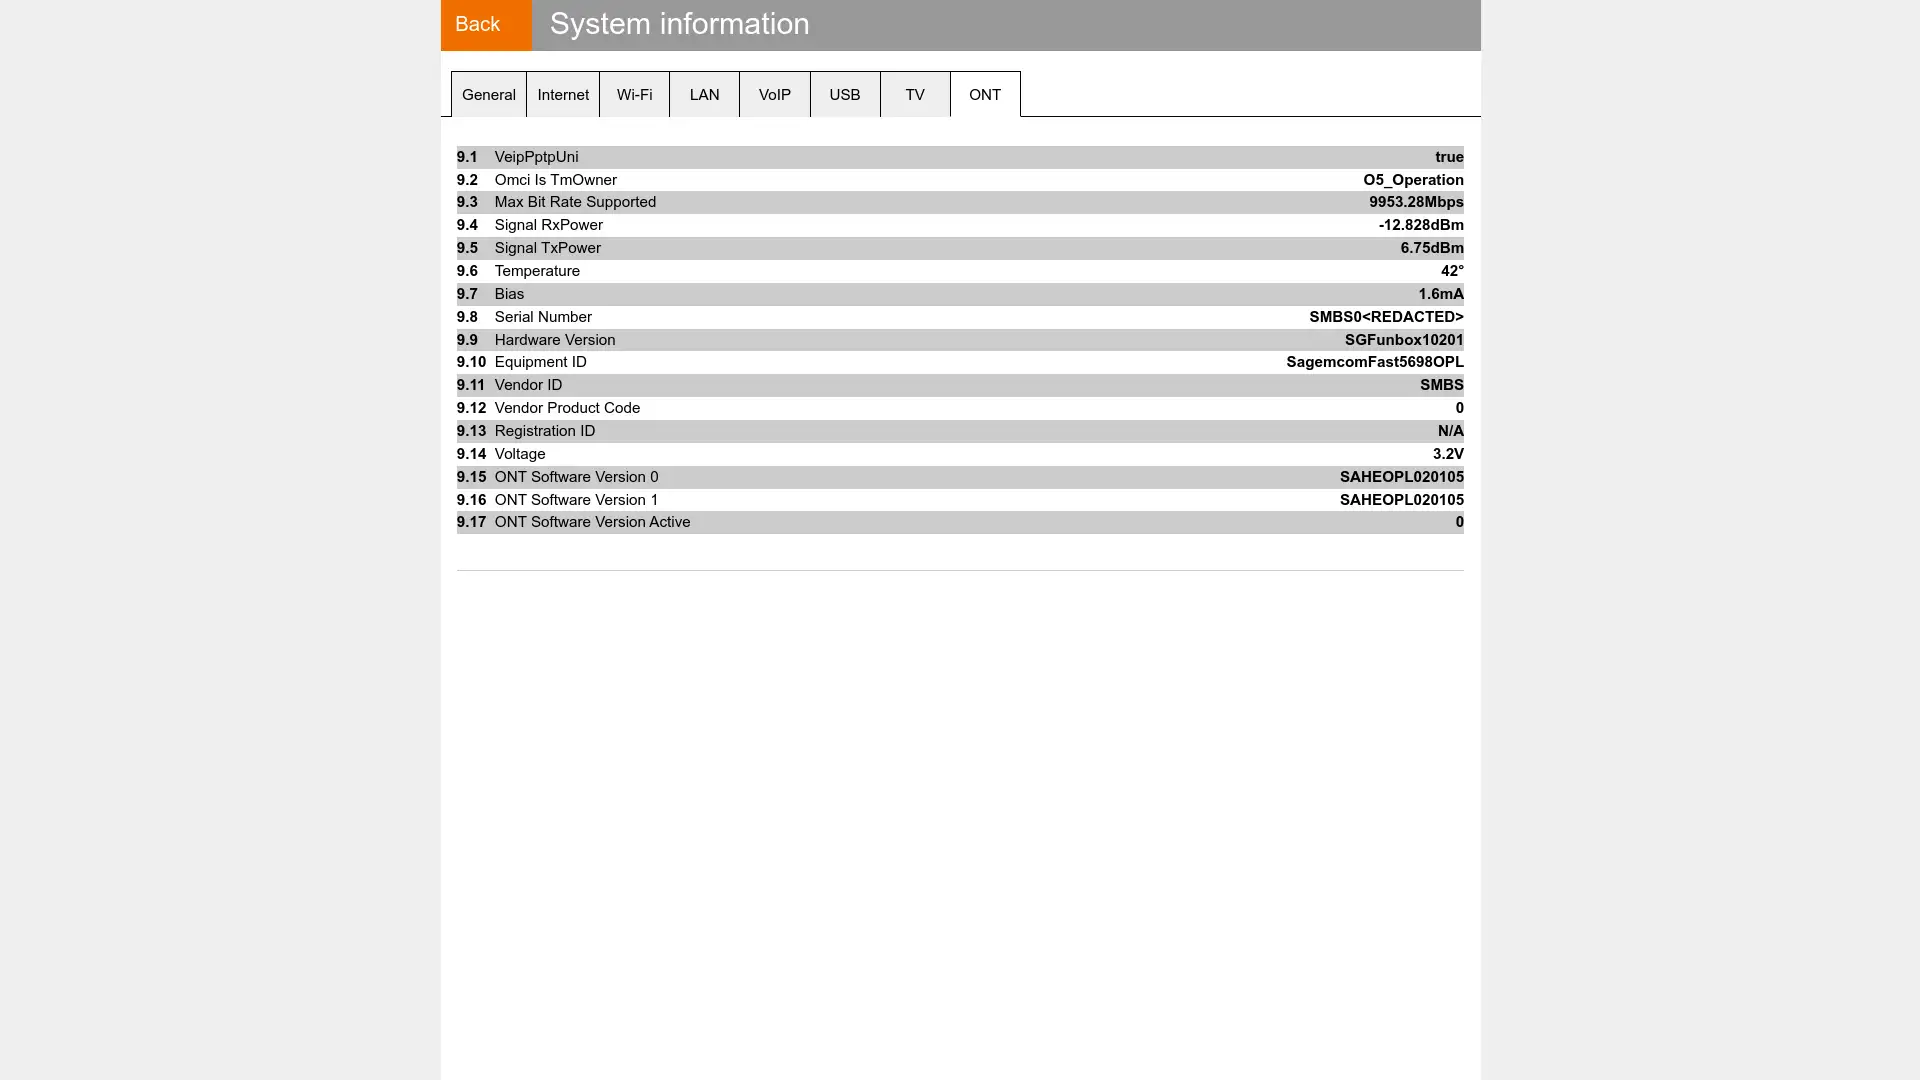 Back System information
General Internet Wi-Fi LAN VoIP USB TV ONT
9.1 VeipPptpUni true
9.2 Omci Is TmOwner O5_Operation
9.3 Max Bit Rate Supported 9953.28Mbps
9.4 Signal RxPower -12.828dBm
9.5 Signal TxPower 6.75dBm
9.6 Temperature 42°
9.7 Bias 1.6mA
9.8 Serial Number SMBS0<REDACTED>
9.9 Hardware Version SGFunbox10201
9.10 Equipment ID SagemcomFast5698OPL
9.11 Vendor ID SMBS
9.12 Vendor Product Code 0
9.13 Registration ID N/A
9.14 Voltage 3.2V
9.15 ONT Software Version 0 SAHEOPL020105
9.16 ONT Software Version 1 SAHEOPL020105
9.17 ONT Software Version Active 0